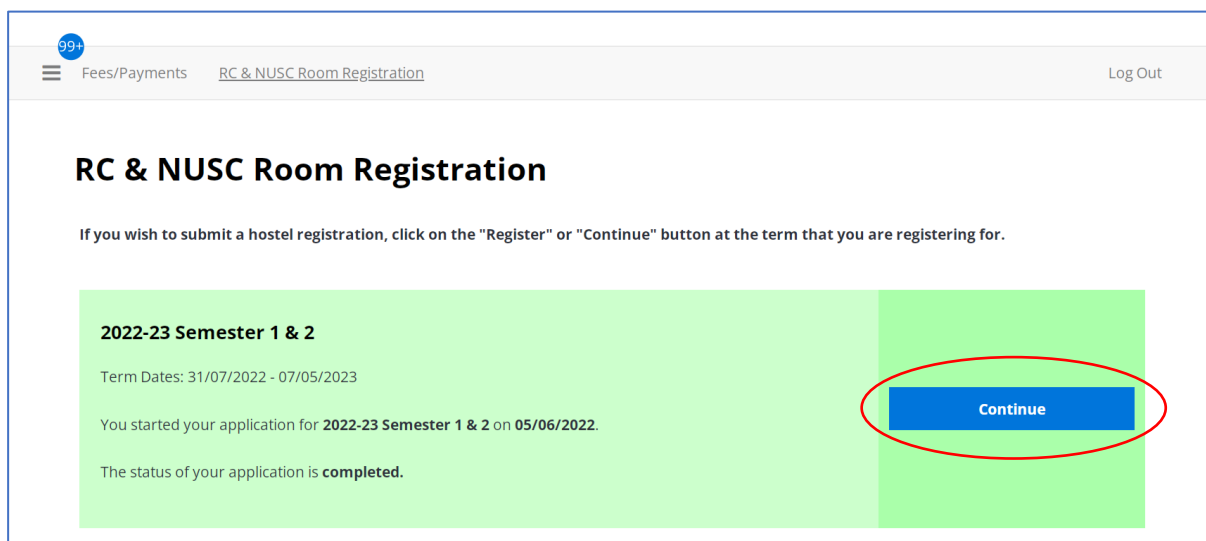 99+
Fees/Payments RC & NUSC Room Registration Log Out
RC & NUSC Room Registration
If you wish to submit a hostel registration, click on the "Register" or "Continue" button at the term that you are registering for.
2022-23 Semester 1 & 2
Term Dates: 31/07/2022 - 07/05/2023
Continue
You started your application for 2022-23 Semester 1 & 2 on 05/06/2022.
The status of your application is completed.